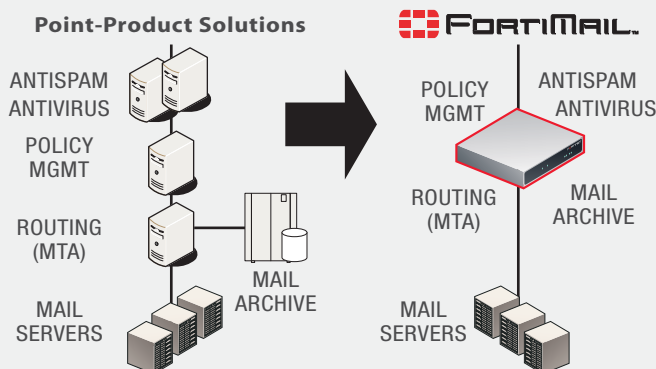 Point-Product Solutions
ANTISPAM
ANTIVIRUS
POLICY
MGMT
ROUTING
(MTA)
MAIL
ARCHIVE
MAIL
SERVERS
FORTIMAIL™
POLICY
MGMT
ANTISPAM
ANTIVIRUS
ROUTING
(MTA)
MAIL
ARCHIVE
MAIL
SERVERS